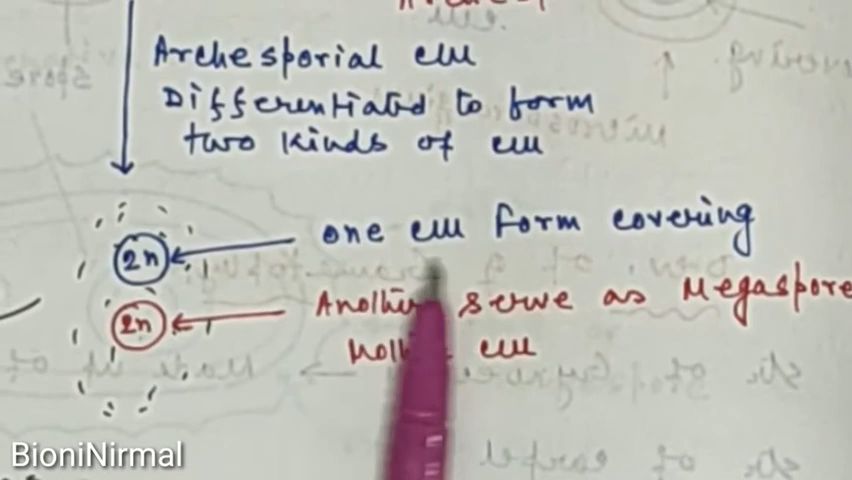 Archesporial cell
Differentiated to form
two kinds of cell
2n
one cell form covering
2n
Another serve as Megaspore
cell
BioniNirmal